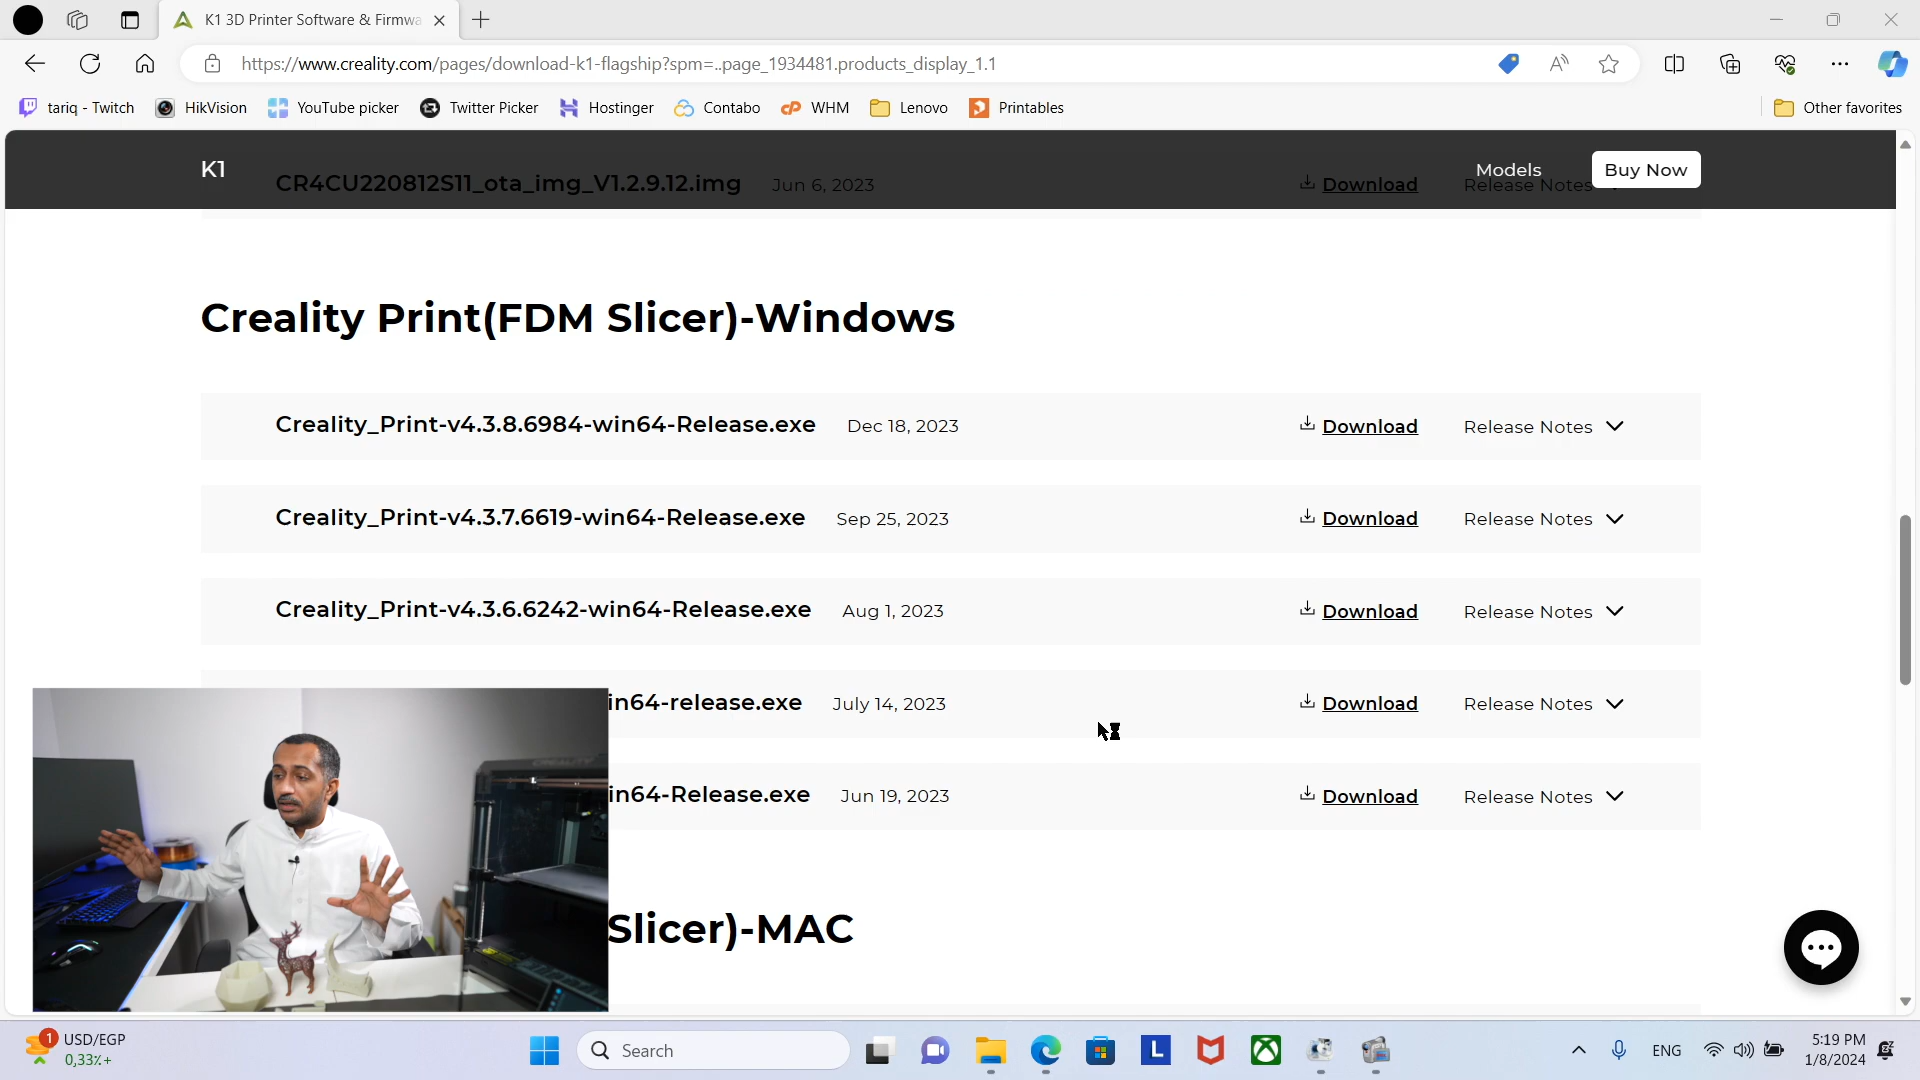 K1 3D Printer Software & Firmwa
https://www.creality.com/pages/download-k1-flagship?spm=..page_1934481.products_display_1.1
tariq - Twitch HikVision YouTube picker Twitter Picker Hostinger Contabo WHM Lenovo Printables Other favorites
K1 Models Buy Now
CR4CU220812S11_ota_img_V1.2.9.12.img Jun 6, 2023 Download Release Notes
Creality Print(FDM Slicer)-Windows
Creality_Print-v4.3.8.6984-win64-Release.exe Dec 18, 2023 Download Release Notes
Creality_Print-v4.3.7.6619-win64-Release.exe Sep 25, 2023 Download Release Notes
Creality_Print-v4.3.6.6242-win64-Release.exe Aug 1, 2023 Download Release Notes
in64-release.exe July 14, 2023 Download Release Notes
in64-Release.exe Jun 19, 2023 Download Release Notes
Slicer)-MAC
1 USD/EGP
0,33٪+
Search
ENG
5:19 PM
1/8/2024